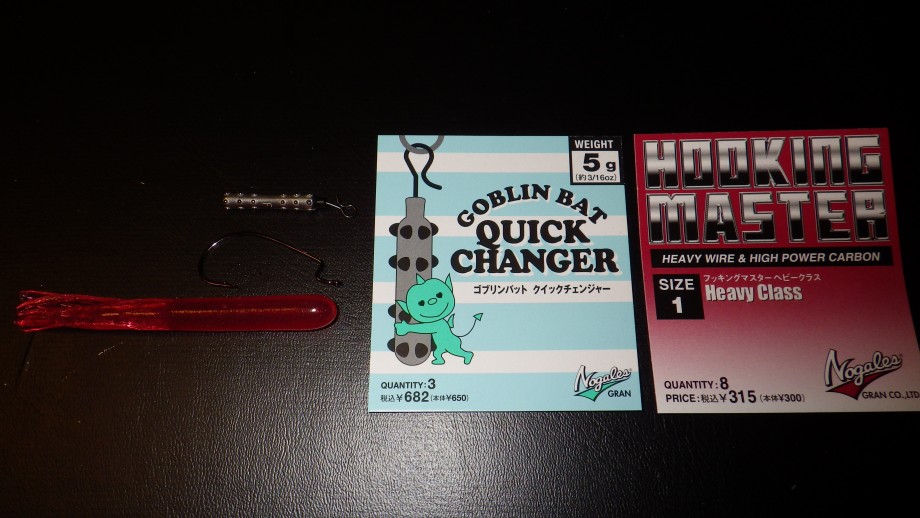 WEIGHT
5g
(約3/16oz)
GOBLIN BAT
QUICK
CHANGER
ゴブリンバット クイックチェンジャー
QUANTITY:3
税込¥682(本体¥650)
Nogales
GRAN
HOOKING
MASTER
HEAVY WIRE & HIGH POWER CARBON
SIZE
1
フッキングマスター ヘビークラス
Heavy Class
QUANTITY:8
PRICE:税込¥315(本体¥300)
Nogales
GRAN CO.,LTD